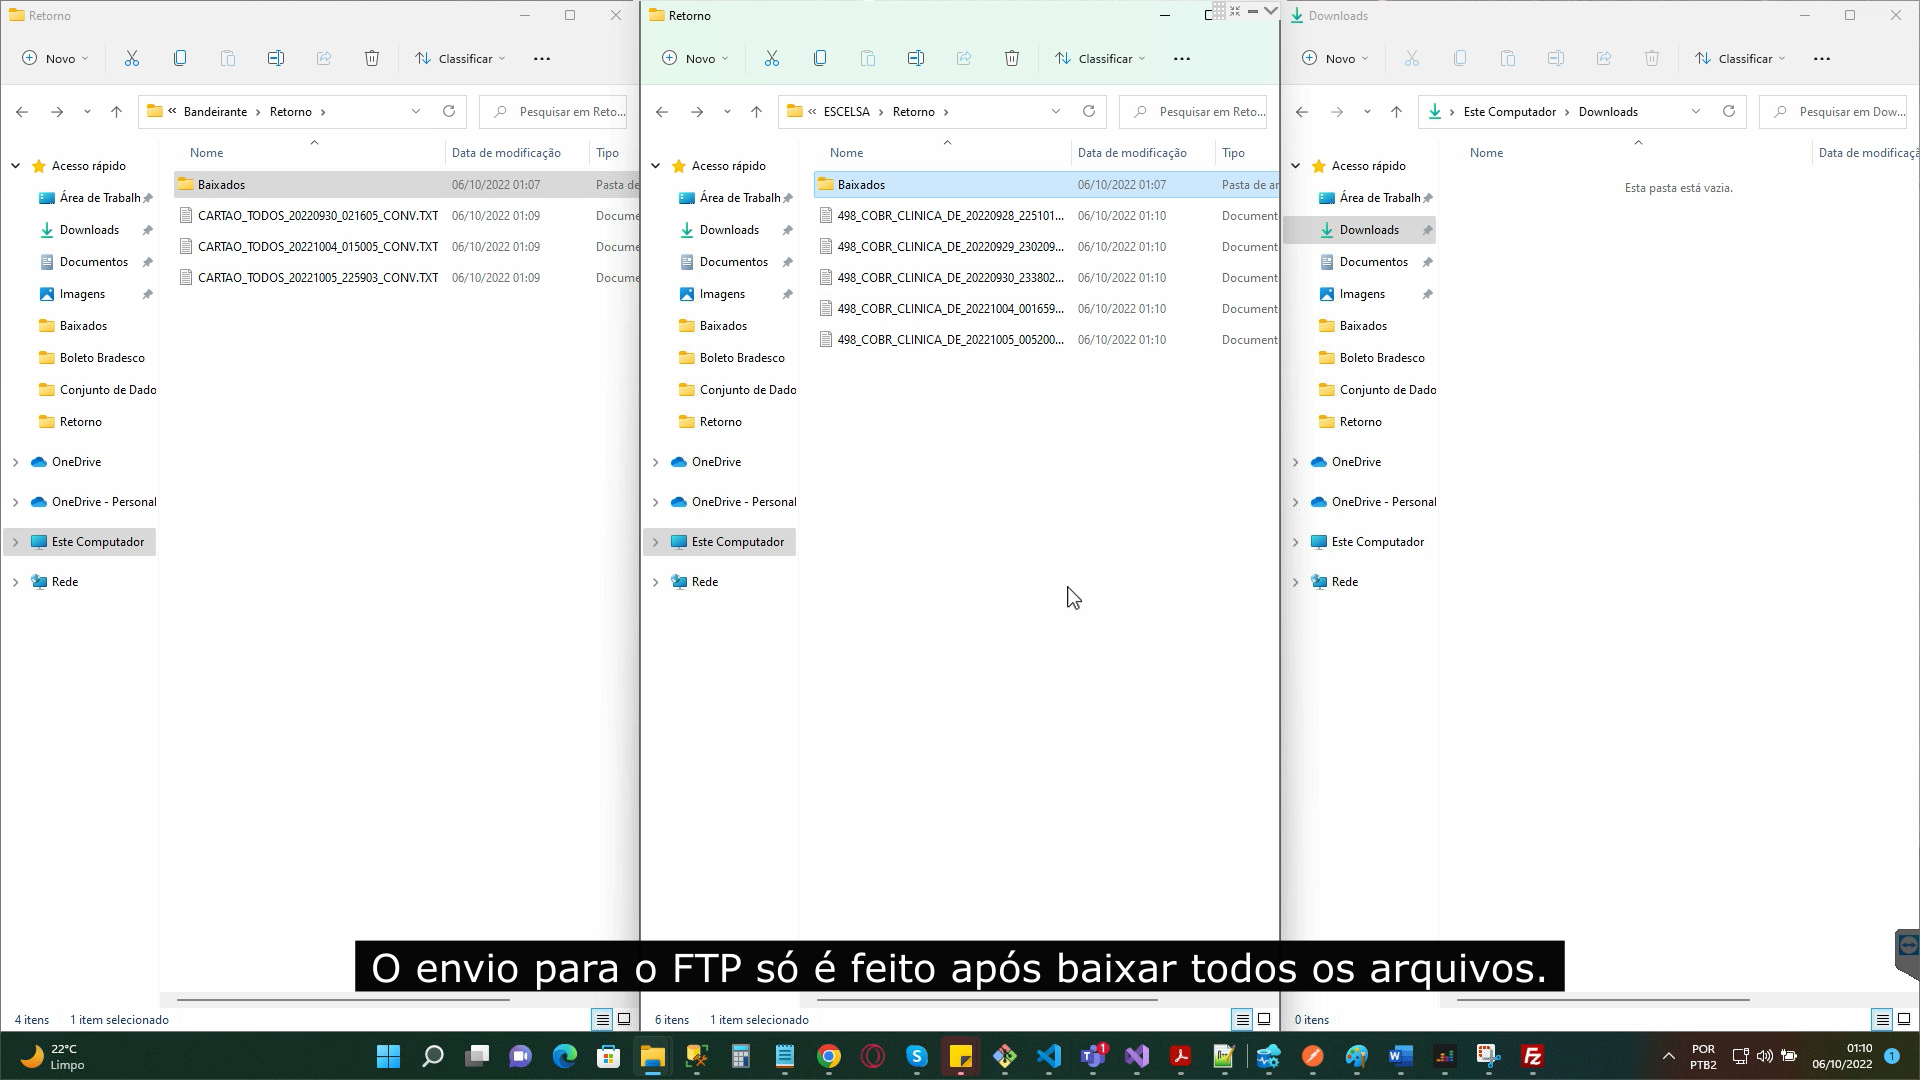 Retorno
Novo
Classificar
« Bandeirante > Retorno >
Pesquisar em Reto...
Acesso rápido
Área de Trabalh
Downloads
Documentos
Imagens
Baixados
Boleto Bradesco
Conjunto de Dado
Retorno
OneDrive
OneDrive - Personal
Este Computador
Rede
Nome Data de modificação Tipo
Baixados 06/10/2022 01:07 Pasta de
CARTAO_TODOS_20220930_021605_CONV.TXT 06/10/2022 01:09 Docume
CARTAO_TODOS_20221004_015005_CONV.TXT 06/10/2022 01:09 Docume
CARTAO_TODOS_20221005_225903_CONV.TXT 06/10/2022 01:09 Docume
4 itens 1 item selecionado
Retorno
Novo
Classificar
« ESCELSA > Retorno >
Pesquisar em Reto...
Acesso rápido
Área de Trabalh
Downloads
Documentos
Imagens
Baixados
Boleto Bradesco
Conjunto de Dado
Retorno
OneDrive
OneDrive - Personal
Este Computador
Rede
Nome Data de modificação Tipo
Baixados 06/10/2022 01:07 Pasta de ar
498_COBR_CLINICA_DE_20220928_225101... 06/10/2022 01:10 Document
498_COBR_CLINICA_DE_20220929_230209... 06/10/2022 01:10 Document
498_COBR_CLINICA_DE_20220930_233802... 06/10/2022 01:10 Document
498_COBR_CLINICA_DE_20221004_001659... 06/10/2022 01:10 Document
498_COBR_CLINICA_DE_20221005_005200... 06/10/2022 01:10 Document
6 itens 1 item selecionado
Downloads
Novo
Classificar
> Este Computador > Downloads
Pesquisar em Dow...
Acesso rápido
Área de Trabalh
Downloads
Documentos
Imagens
Baixados
Boleto Bradesco
Conjunto de Dado
Retorno
OneDrive
OneDrive - Personal
Este Computador
Rede
Nome Data de modificaçã
Esta pasta está vazia.
0 itens
O envio para o FTP só é feito após baixar todos os arquivos.
22°C
Limpo
POR
PTB2
01:10
06/10/2022
1